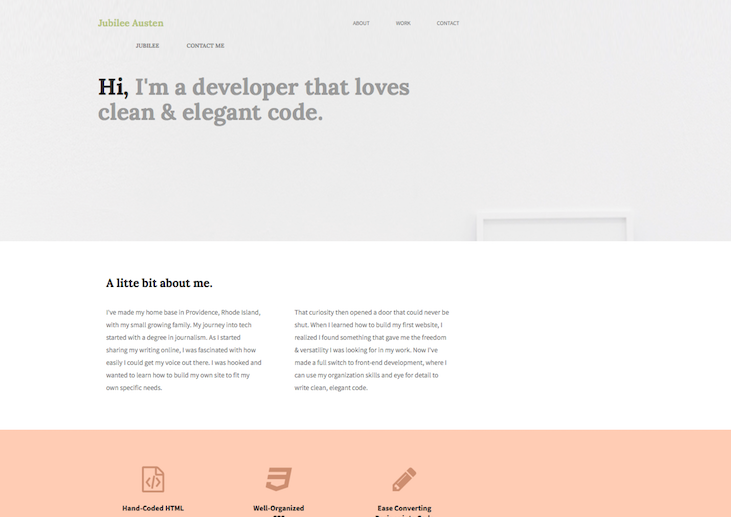 Jubilee Austen
ABOUT WORK CONTACT
JUBILEE CONTACT ME
Hi, I'm a developer that loves
clean & elegant code.
A litte bit about me.
I've made my home base in Providence, Rhode Island,
with my small growing family. My journey into tech
started with a degree in journalism. As I started
sharing my writing online, I was fascinated with how
easily I could get my voice out there. I was hooked and
wanted to learn how to build my own site to fit my
own specific needs.
That curiosity then opened a door that could never be
shut. When I learned how to build my first website, I
realized I found something that gave me the freedom
& versatility I was looking for in my work. Now I've
made a full switch to front-end development, where I
can use my organization skills and eye for detail to
write clean, elegant code.
Hand-Coded HTML
Well-Organized
Ease Converting